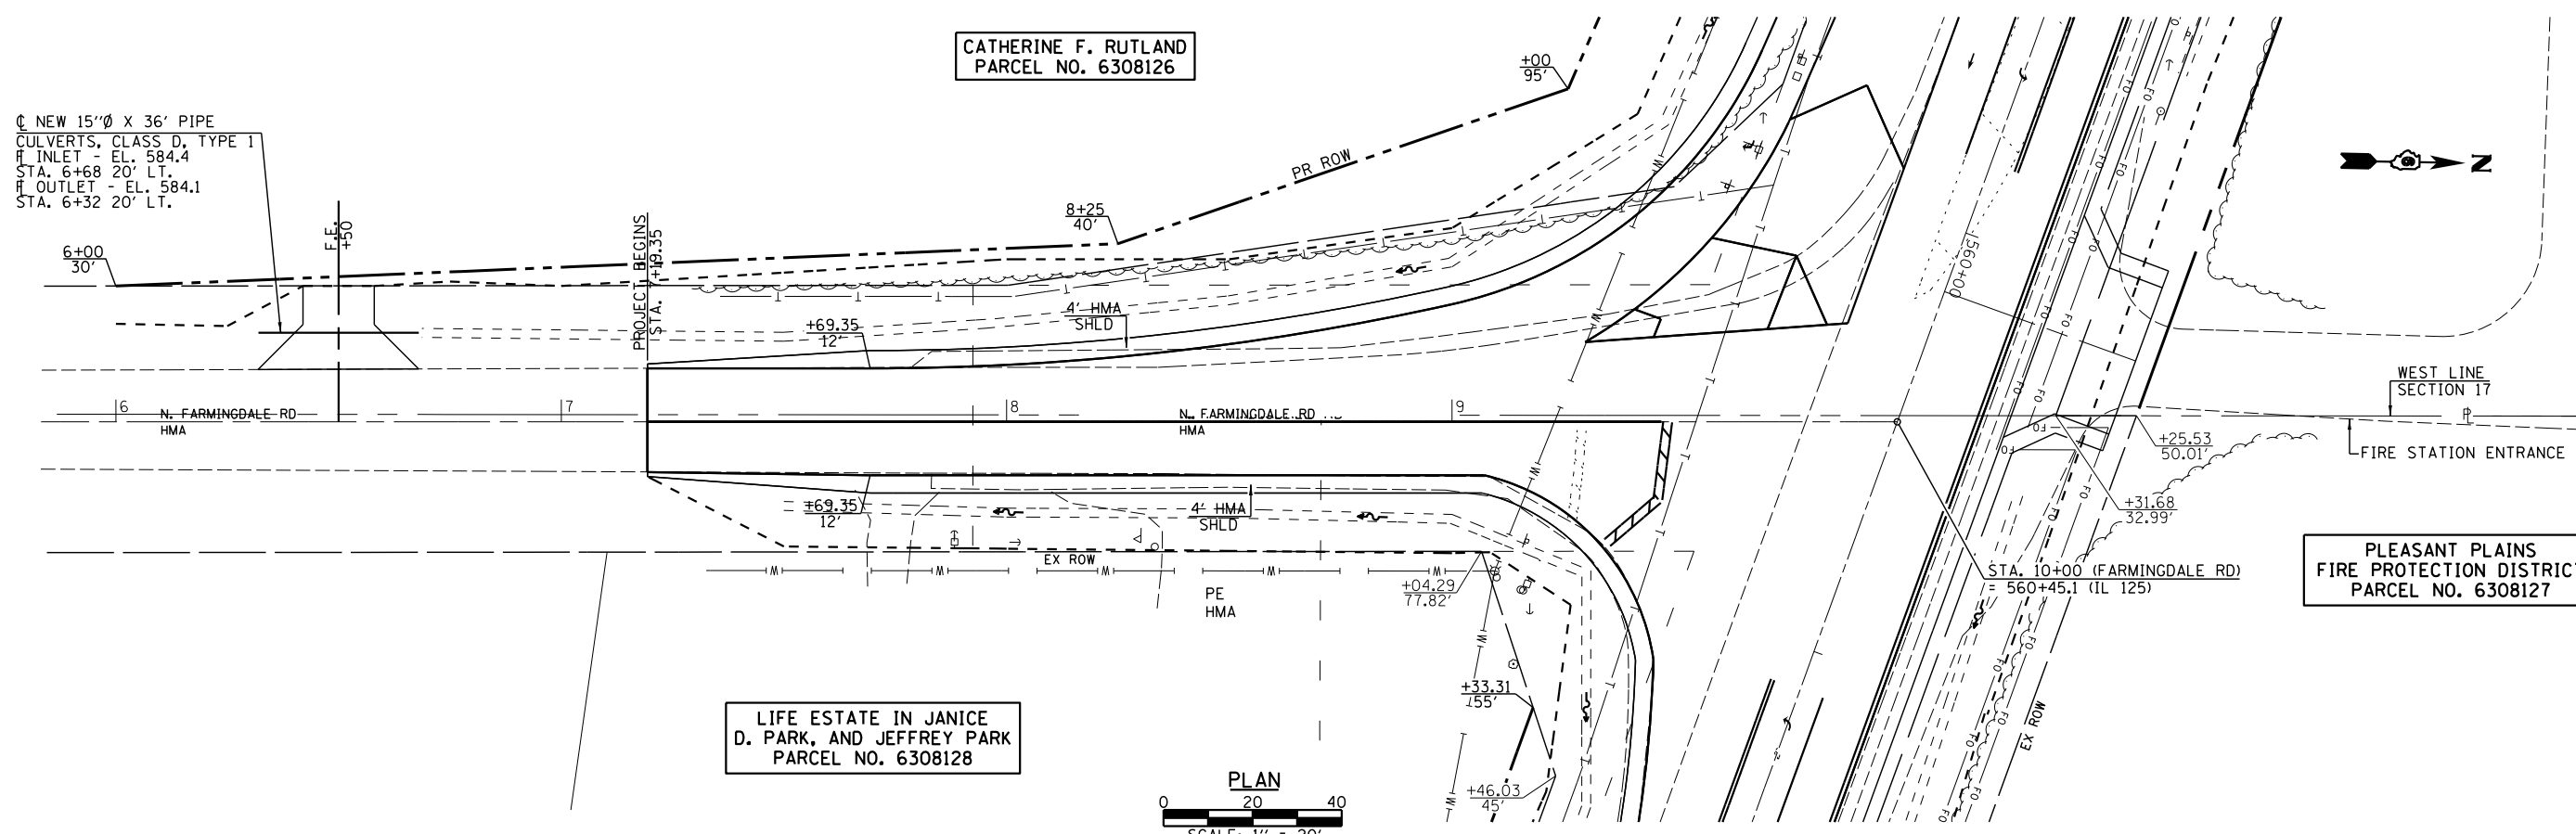 CATHERINE F. RUTLAND
PARCEL NO. 6308126
+00
95'
℄ NEW 15''Ø X 36' PIPE
CULVERTS, CLASS D, TYPE 1
INLET - EL. 584.4
STA. 6+68 20' LT.
OUTLET - EL. 584.1
STA. 6+32 20' LT.
PR ROW
N
F.E.
+50
PROJECT BEGINS
STA. 7+19.35
8+25
40'
6+00
30'
560+00
4' HMA
SHLD
+69.35
12'
WEST LINE
SECTION 17
6
N. FARMINGDALE RD
HMA
7
8
N. FARMINGDALE RD
HMA
9
℄
+25.53
50.01'
FIRE STATION ENTRANCE
+69.35
12'
4' HMA
SHLD
+31.68
32.99'
EX ROW
PE
HMA
+04.29
77.82'
STA. 10+00 (FARMINGDALE RD)
= 560+45.1 (IL 125)
PLEASANT PLAINS
FIRE PROTECTION DISTRICT
PARCEL NO. 6308127
LIFE ESTATE IN JANICE
D. PARK, AND JEFFREY PARK
PARCEL NO. 6308128
+33.31
155'
EX ROW
+46.03
45'
PLAN
0 20 40
SCALE: 1'' = 20'